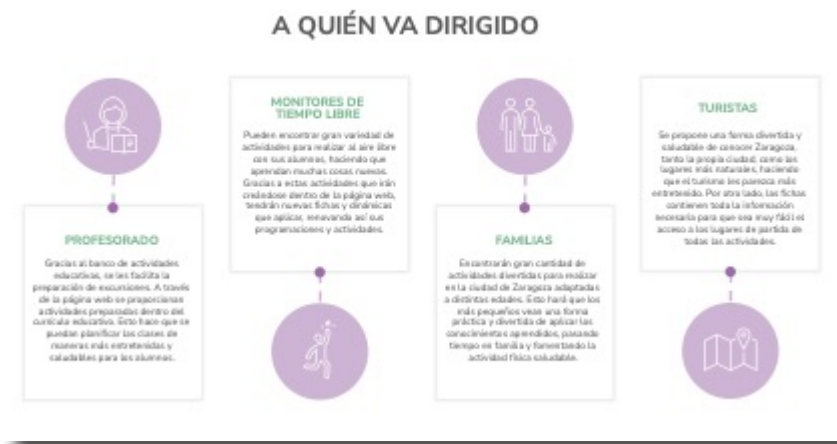 A QUIÉN VA DIRIGIDO
PROFESORADO
Gracias al banco de actividades
educativas, se les facilita la
preparación de excursiones. A través
de la página web se proporcionan
actividades preparadas dentro del
currículo educativo. Esto hace que se
puedan planificar las clases de
maneras más entretenidas y
saludables para los alumnos.
MONITORES DE
TIEMPO LIBRE
Pueden encontrar gran variedad de
actividades para realizar al aire libre
con sus alumnos, haciendo que
aprendan muchas cosas nuevas.
Gracias a estas actividades que irán
creándose dentro de la página web,
tendrán nuevas fichas y dinámicas
que aplicar, renovando así sus
programaciones y actividades.
FAMILIAS
Encontrarán gran cantidad de
actividades divertidas para realizar
en la ciudad de Zaragoza adaptadas
a distintas edades. Esto hará que los
más pequeños vean una forma
práctica y divertida de aplicar los
conocimientos aprendidos, pasando
tiempo en familia y fomentando la
actividad física saludable.
TURISTAS
Se propone una forma divertida y
saludable de conocer Zaragoza,
tanto la propia ciudad, como los
lugares más naturales, haciendo
que el turismo les parezca más
entretenido. Por otro lado, las fichas
contienen toda la información
necesaria para que sea muy fácil el
acceso a los lugares de partida de
todas las actividades.